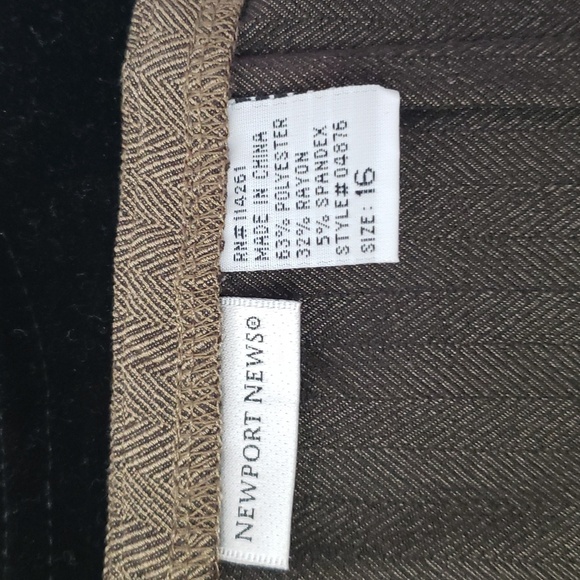 RN# 114261
MADE IN CHINA
63% POLYESTER
32% RAYON
5% SPANDEX
STYLE# 04876
SIZE: 16
NEWPORT NEWS®